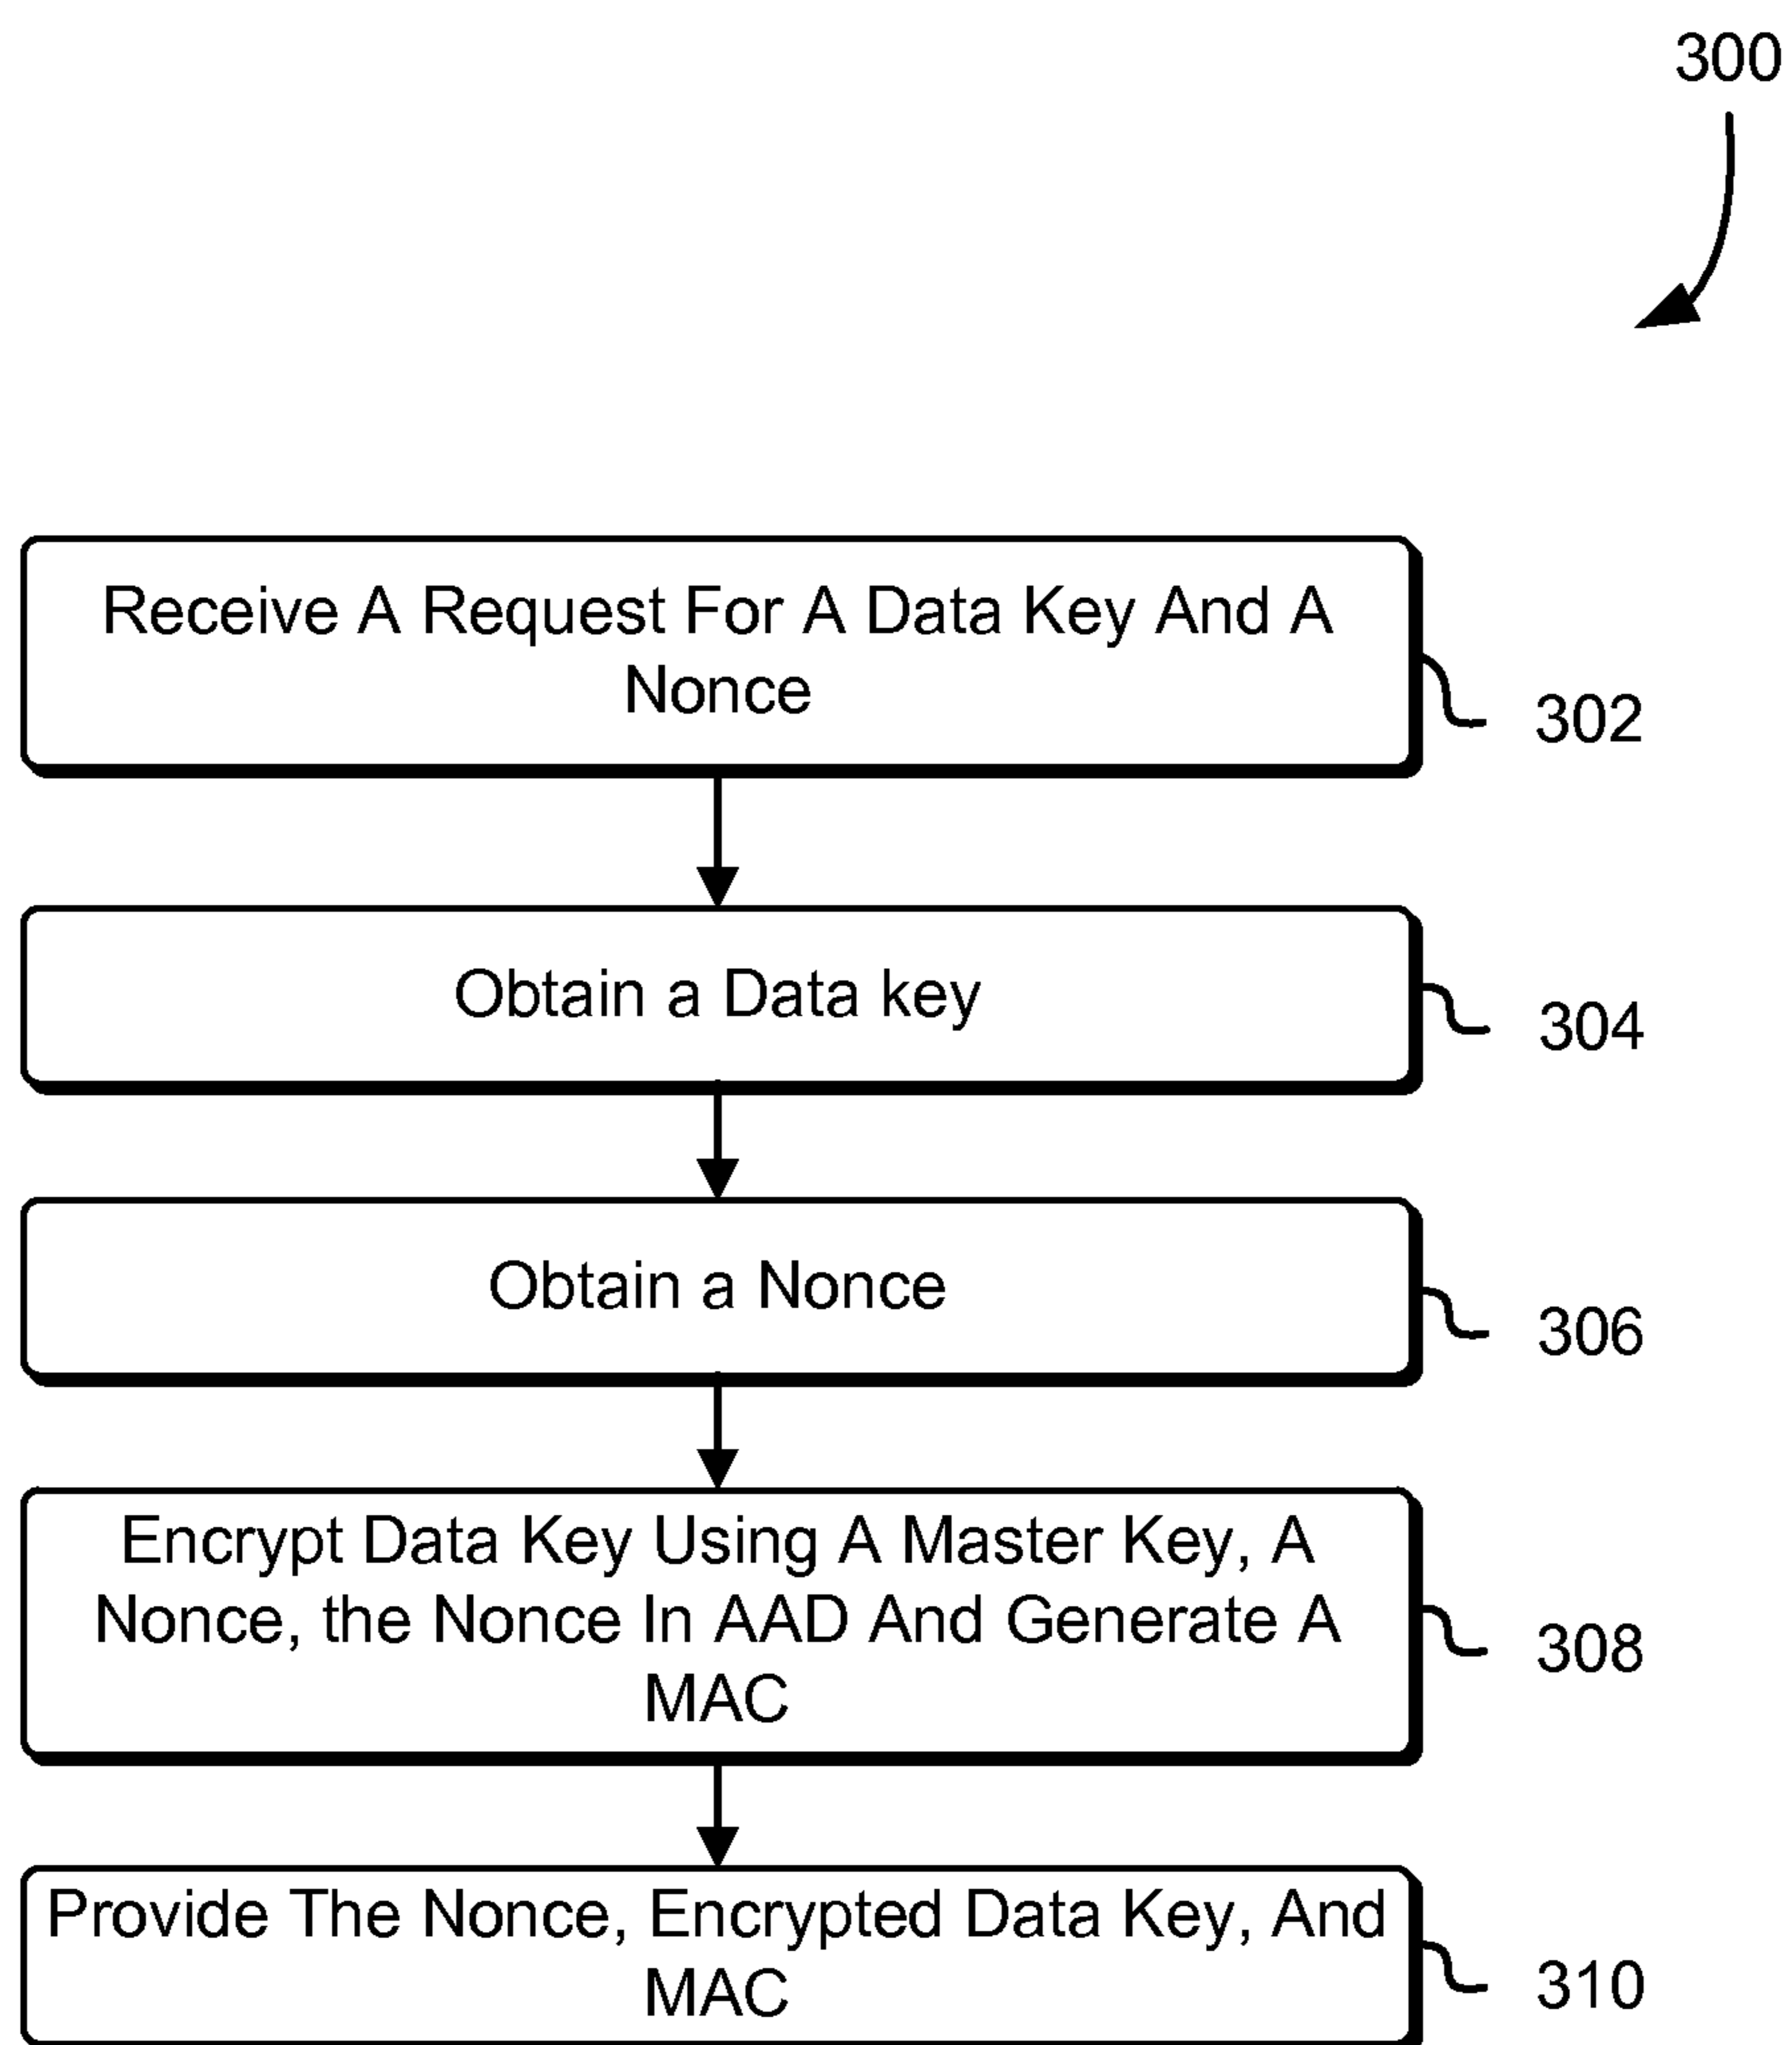 300
Receive A Request For A Data Key And A
Nonce
302
Obtain a Data key
304
Obtain a Nonce
306
Encrypt Data Key Using A Master Key, A
Nonce, the Nonce In AAD And Generate A
MAC
308
Provide The Nonce, Encrypted Data Key, And
MAC
310